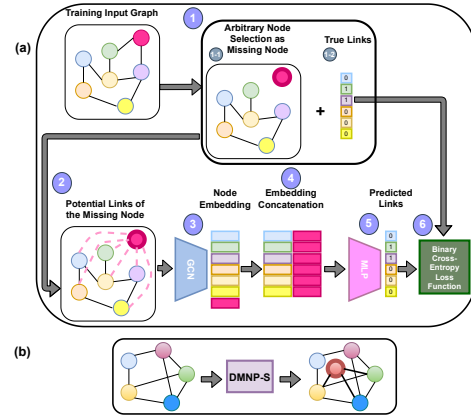 Training Input Graph
1
Arbitrary Node
Selection as
Missing Node
True Links
(a)
1-1
1-2
0
1
1
0
0
0
+
2
Potential Links of
the Missing Node
3
Node
Embedding
4
Embedding
Concatenation
5
Predicted
Links
6
GCN
MLP
0
1
1
0
0
0
Binary
Cross-
Entropy
Loss
Function
(b)
DMNP-S